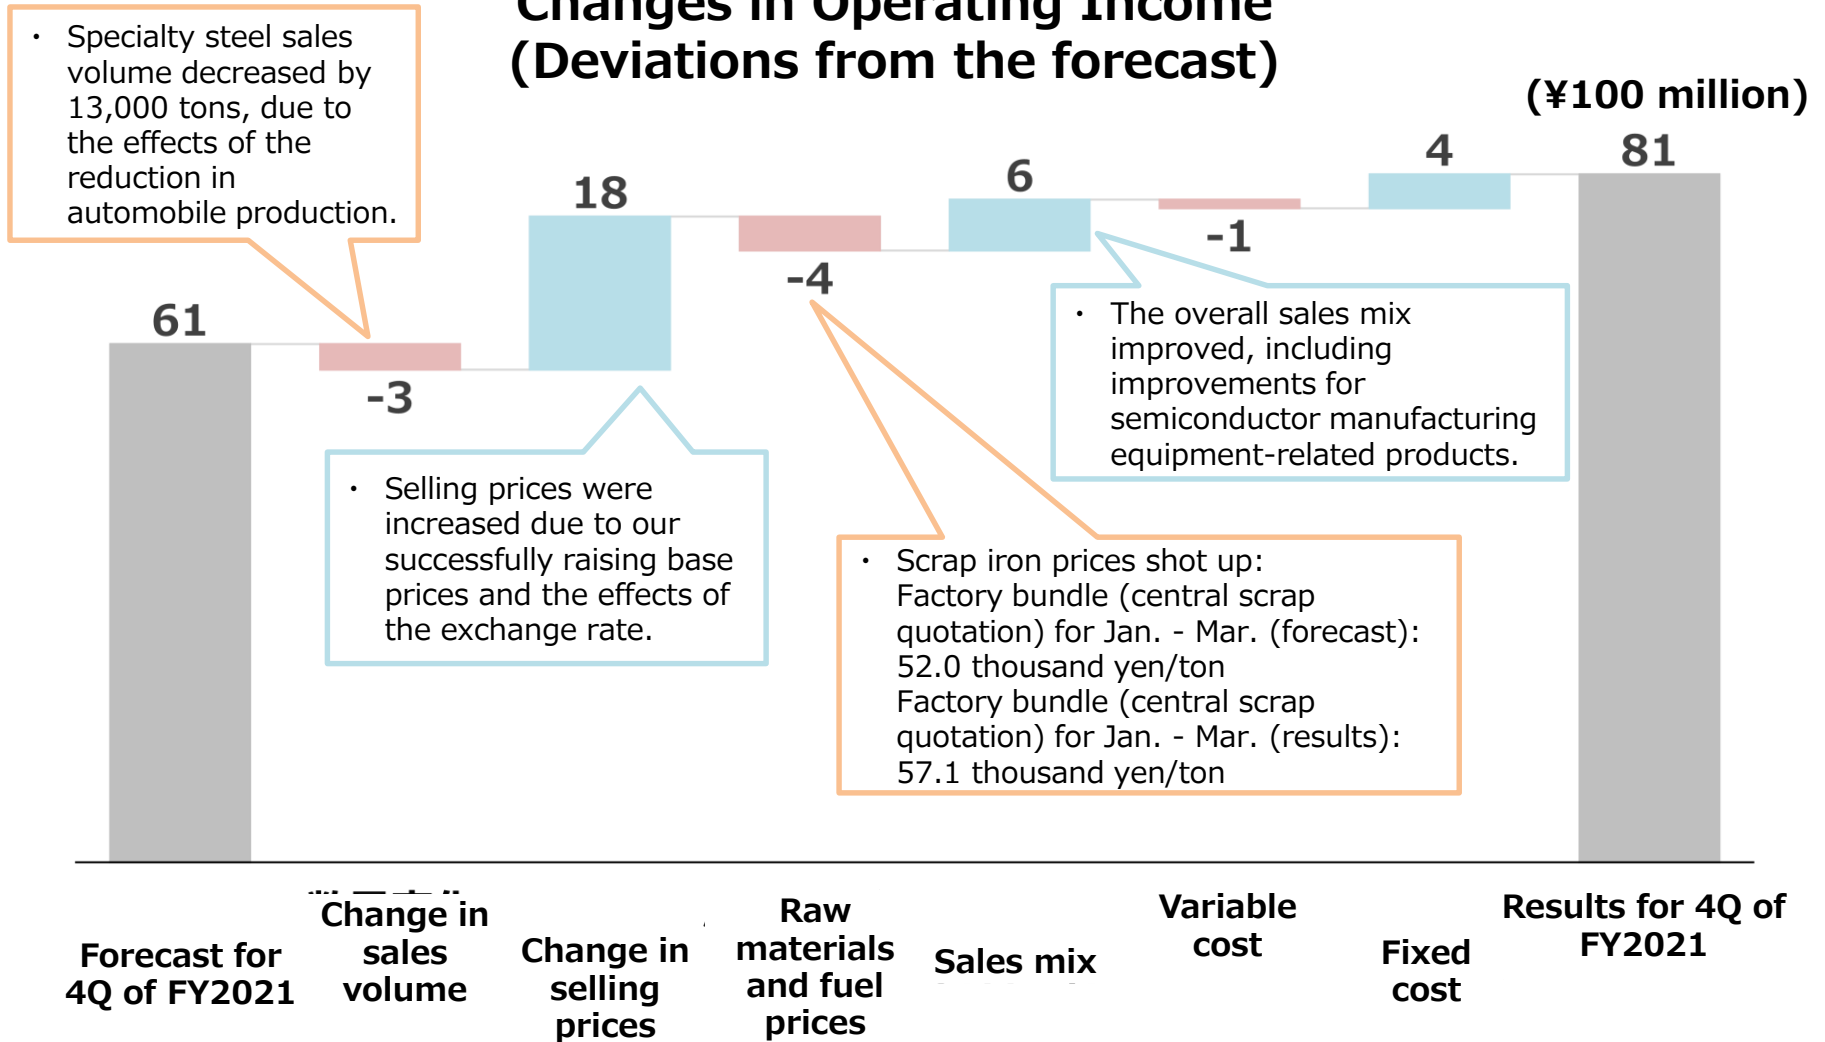 Changes in Operating Income
(Deviations from the forecast)
(¥100 million)
・ Specialty steel sales
volume decreased by
13,000 tons, due to
the effects of the
reduction in
automobile production.
61
-3
18
-4
6
-1
4
81
・ Selling prices were
increased due to our
successfully raising base
prices and the effects of
the exchange rate.
・ The overall sales mix
improved, including
improvements for
semiconductor manufacturing
equipment-related products.
・ Scrap iron prices shot up:
Factory bundle (central scrap
quotation) for Jan. - Mar. (forecast):
52.0 thousand yen/ton
Factory bundle (central scrap
quotation) for Jan. - Mar. (results):
57.1 thousand yen/ton
Forecast for
4Q of FY2021
Change in
sales
volume
Change in
selling
prices
Raw
materials
and fuel
prices
Sales mix
Variable
cost
Fixed
cost
Results for 4Q of
FY2021